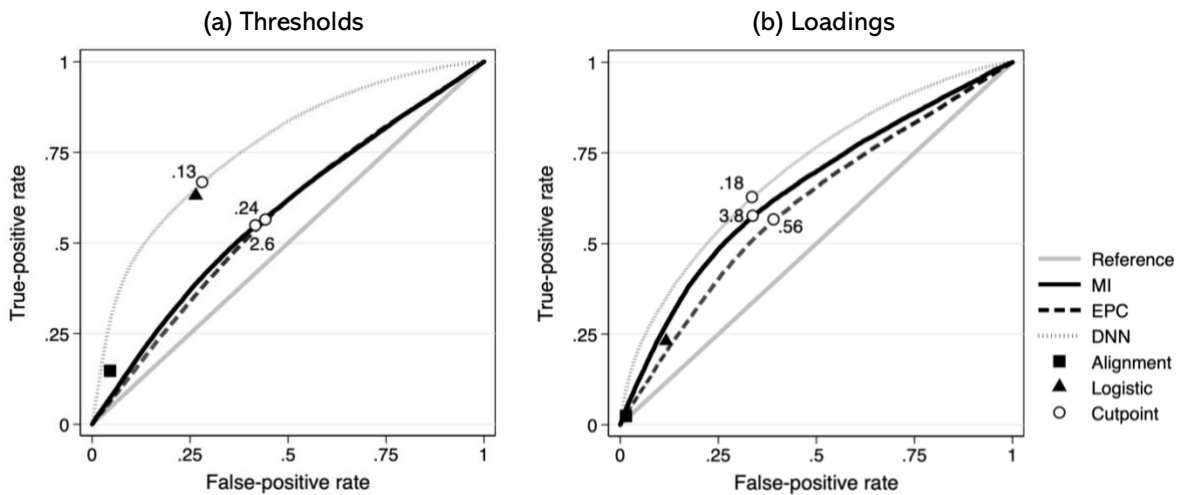 (a) Thresholds
1
.75
.5
.25
0
True-positive rate
.13
.24
2.6
0
.25
.5
.75
1
False-positive rate
(b) Loadings
1
.75
.5
.25
0
True-positive rate
.18
3.8
.56
0
.25
.5
.75
1
False-positive rate
Reference
MI
EPC
DNN
Alignment
Logistic
Cutpoint